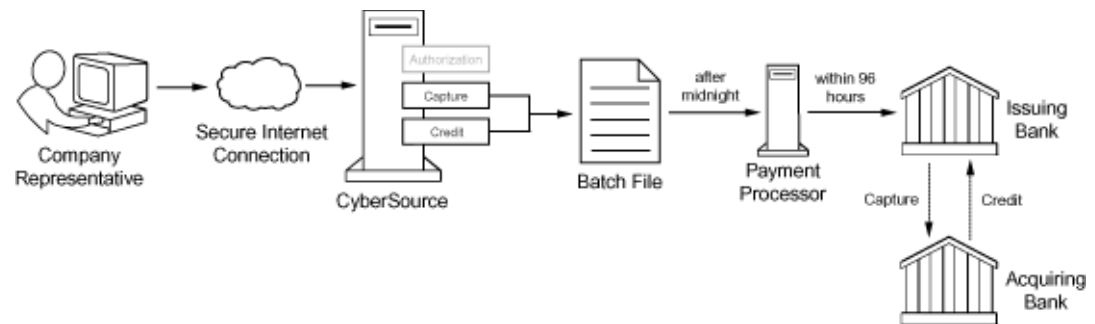 Company
Representative
Secure Internet
Connection
Authorization
Capture
Credit
CyberSource
Batch File
after
midnight
Payment
Processor
within 96
hours
Issuing
Bank
Capture
Credit
Acquiring
Bank